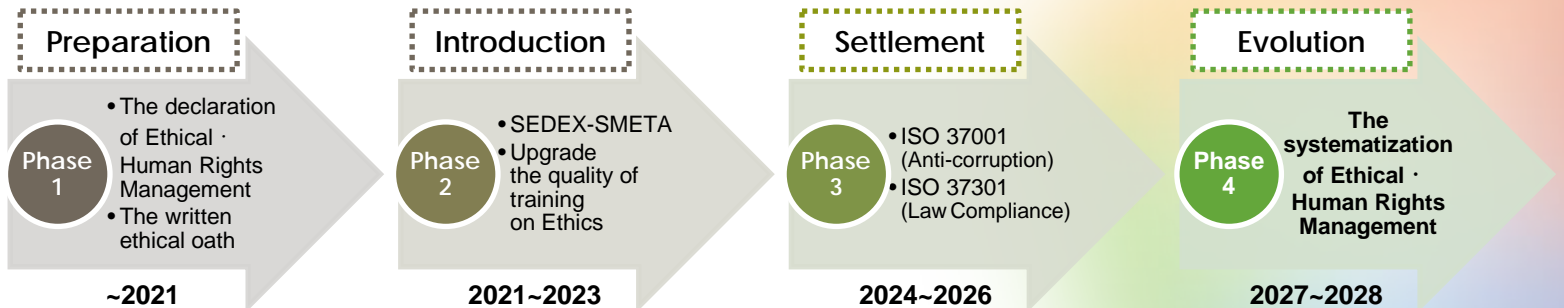 Preparation
Phase
1
• The declaration
of Ethical ·
Human Rights
Management
• The written
ethical oath
~2021
Introduction
Phase
2
• SEDEX-SMETA
• Upgrade
the quality of
training
on Ethics
2021~2023
Settlement
Phase
3
• ISO 37001
(Anti-corruption)
• ISO 37301
(Law Compliance)
2024~2026
Evolution
Phase
4
The
systematization
of Ethical ·
Human Rights
Management
2027~2028